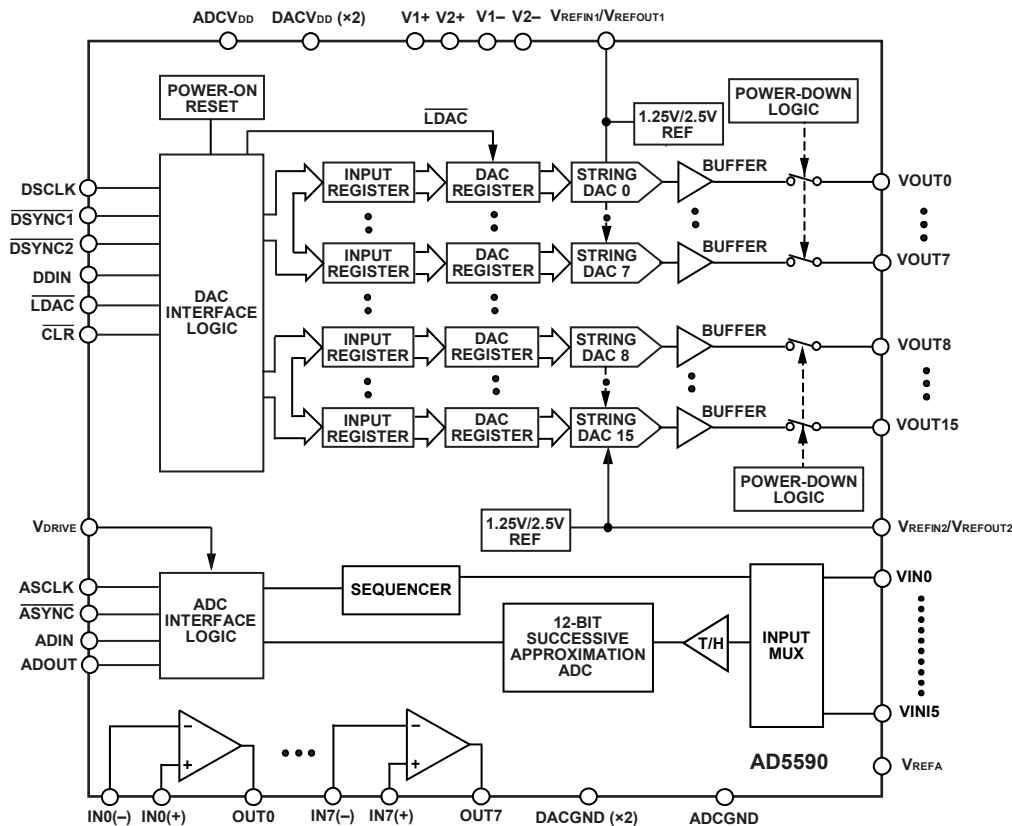 ADCVDD
DACVDD (×2)
V1+
V2+
V1–
V2–
VREFIN1/VREFOUT1
POWER-ON
RESET
LDAC
1.25V/2.5V
REF
POWER-DOWN
LOGIC
DSCLK
DSYNC1
DSYNC2
DDIN
LDAC
CLR
DAC
INTERFACE
LOGIC
INPUT
REGISTER
DAC
REGISTER
STRING
DAC 0
BUFFER
VOUT0
INPUT
REGISTER
DAC
REGISTER
STRING
DAC 7
BUFFER
VOUT7
INPUT
REGISTER
DAC
REGISTER
STRING
DAC 8
BUFFER
VOUT8
INPUT
REGISTER
DAC
REGISTER
STRING
DAC 15
BUFFER
VOUT15
POWER-DOWN
LOGIC
VDRIVE
1.25V/2.5V
REF
VREFIN2/VREFOUT2
ASCLK
ASYNC
ADIN
ADOUT
ADC
INTERFACE
LOGIC
SEQUENCER
12-BIT
SUCCESSIVE
APPROXIMATION
ADC
T/H
INPUT
MUX
VIN0
VINI5
AD5590
VREFA
–
+
–
+
IN0(–)
IN0(+)
OUT0
IN7(–)
IN7(+)
OUT7
DACGND (×2)
ADCGND